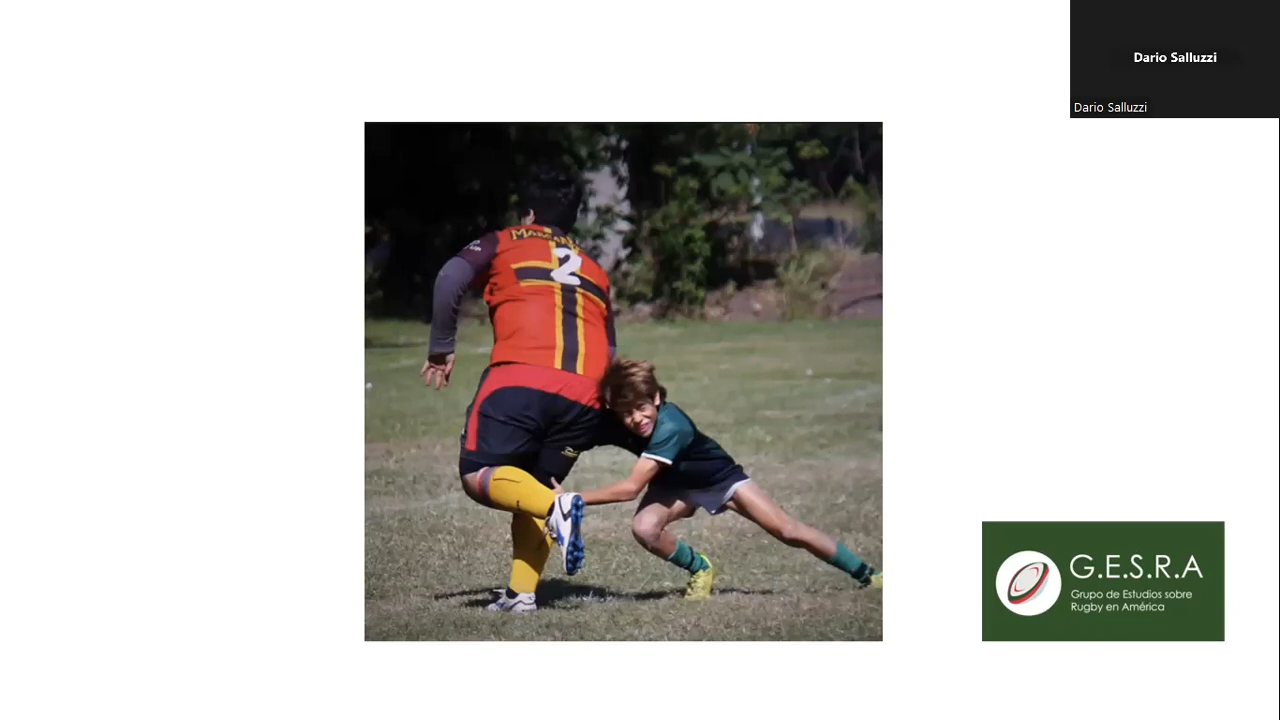 Dario Salluzzi
Dario Salluzzi
2
G.E.S.R.A
Grupo de Estudios sobre
Rugby en América